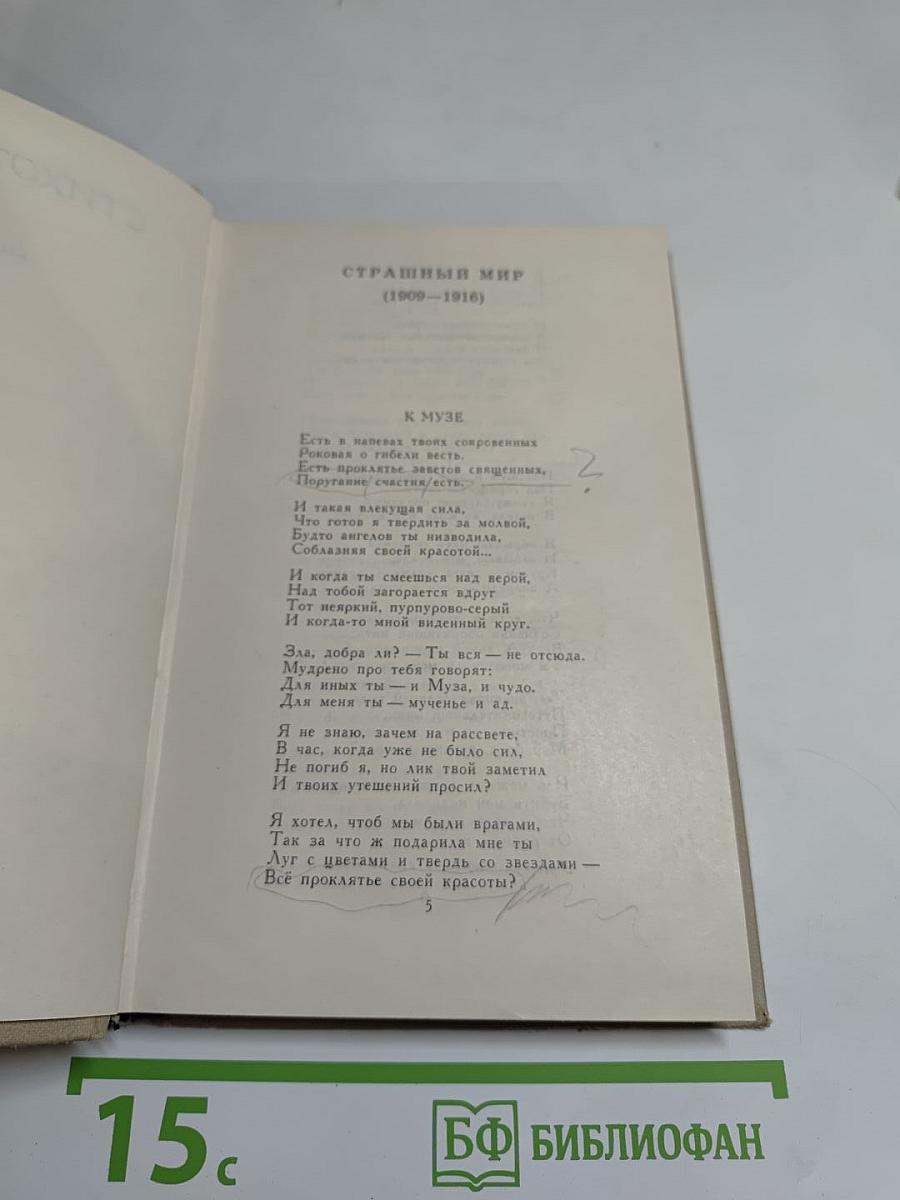 СТРАШНЫЙ МИР
(1909—1916)
К МУЗЕ
Есть в напевах твоих сокровенных
Роковая о гибели весть.
Есть проклятье заветов священных,
Поругание счастия есть.
?
И такая влекущая сила,
Что готов я твердить за молвой,
Будто ангелов ты низводила,
Соблазняя своей красотой...
И когда ты смеешься над верой,
Над тобой загорается вдруг
Тот неяркий, пурпурово-серый
И когда-то мной виденный круг.
Зла, добра ли? — Ты вся — не отсюда.
Мудрено про тебя говорят:
Для иных ты — и Муза, и чудо.
Для меня ты — мученье и ад.
Я не знаю, зачем на рассвете,
В час, когда уже не было сил,
Не погиб я, но лик твой заметил
И твоих утешений просил?
Я хотел, чтоб мы были врагами,
Так за что ж подарила мне ты
Луг с цветами и твердь со звездами —
Всё проклятье своей красоты?
5
15 с
БФ БИБЛИОФАН